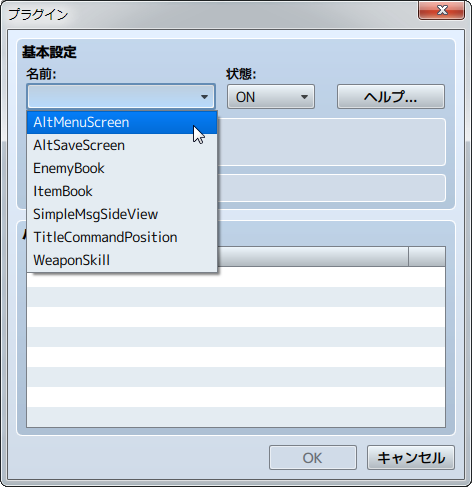 プラグイン
基本設定
名前:
状態:
ON
ヘルプ...
AltMenuScreen
AltSaveScreen
EnemyBook
ItemBook
SimpleMsgSideView
TitleCommandPosition
WeaponSkill
OK
キャンセル